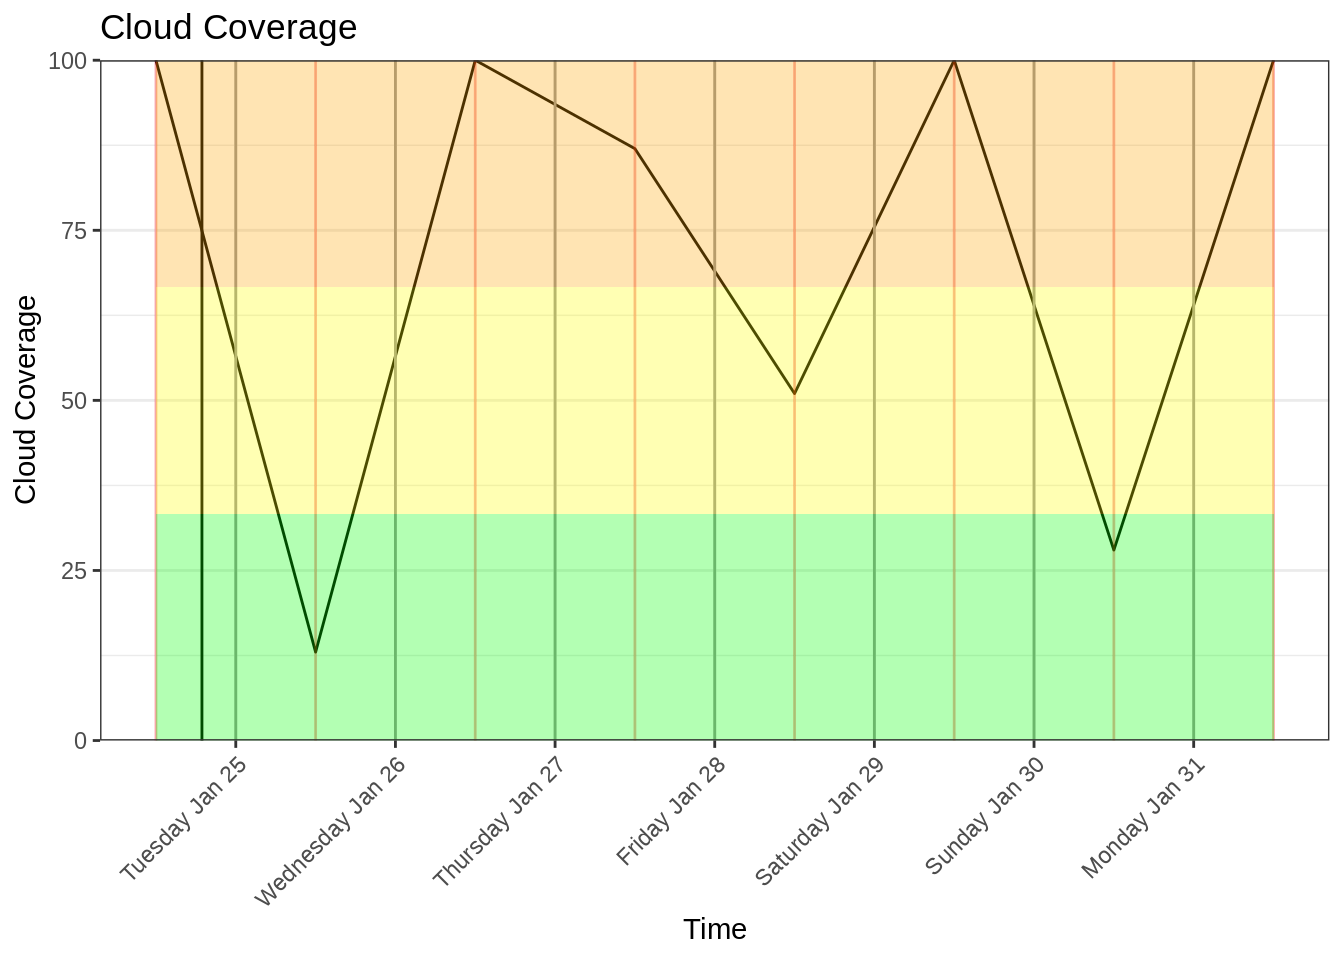 Cloud Coverage
Cloud Coverage
100
75
50
25
0
Tuesday Jan 25
Wednesday Jan 26
Thursday Jan 27
Friday Jan 28
Saturday Jan 29
Sunday Jan 30
Monday Jan 31
Time